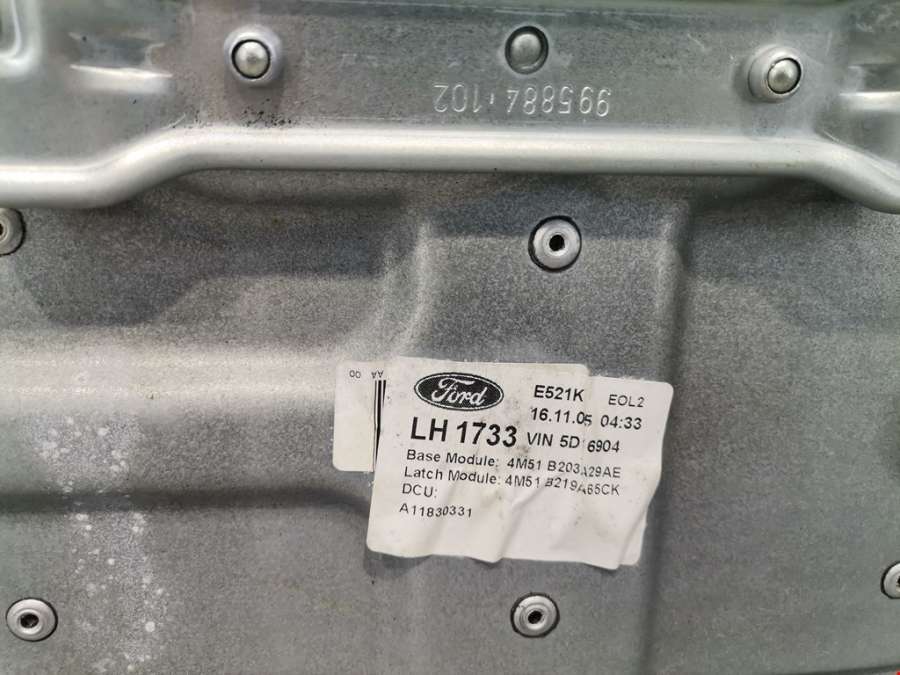 995884 102
00 AA
Ford E521K EOL2
16.11.05 04:33
LH 1733 VIN 5D 6904
Base Module: 4M51 B203A29AE
Latch Module: 4M51 B219A65CK
DCU:
A11830331